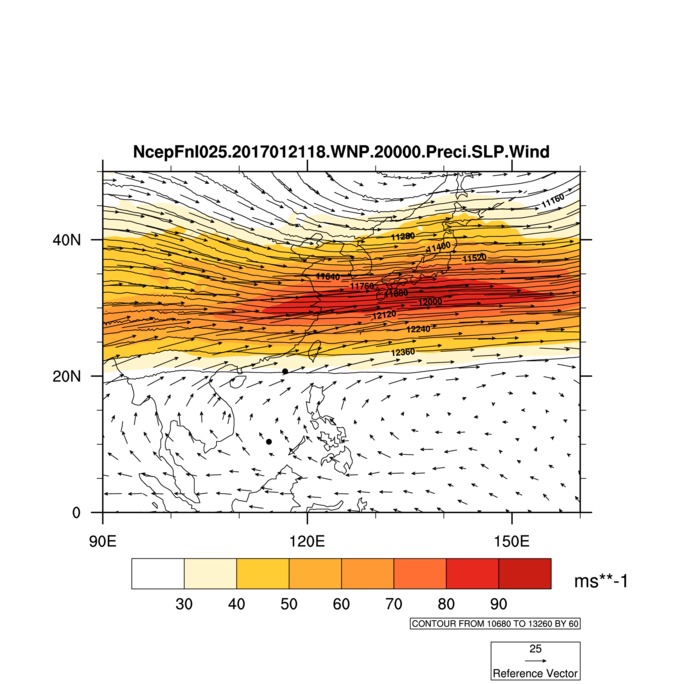 NcepFnl025.2017012118.WNP.20000.Preci.SLP.Wind
11160
40N
11280
11400
11520
11640
11760
11880
12000
12120
12240
12360
20N
0
90E
120E
150E
ms**-1
30
40
50
60
70
80
90
CONTOUR FROM 10680 TO 13260 BY 60
25
Reference Vector